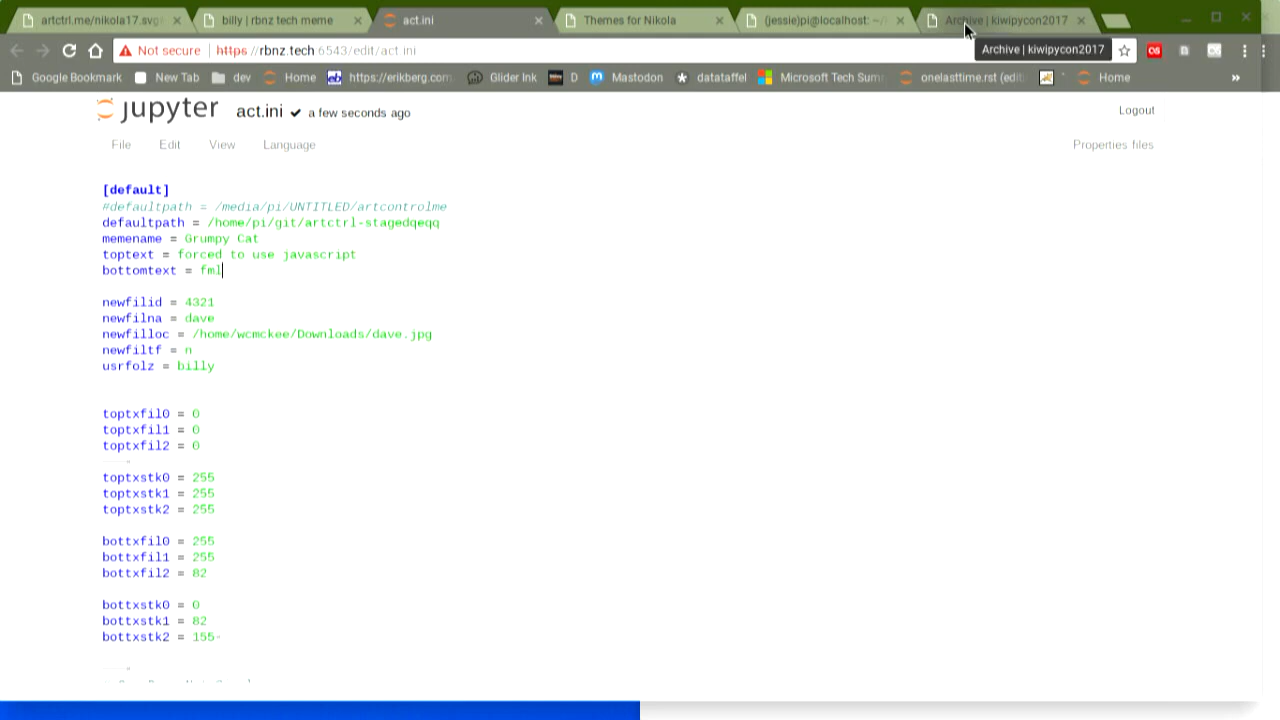 artctrl.me/nikola17.svg
billy | rbnz tech meme
act.ini
Themes for Nikola
(jessie)pi@localhost: ~/
Archive | kiwipycon2017
Not secure
https://rbnz.tech:6543/edit/act.ini
Archive | kiwipycon2017
Google Bookmark
New Tab
dev
Home
https://erikberg.com
Glider Ink
D
Mastodon
datataffel
Microsoft Tech Sum
onelasttime.rst (edit
Home
»
jupyter
act.ini
a few seconds ago
Logout
File
Edit
View
Language
Properties files
[default]
#defaultpath = /media/pi/UNTITLED/artcontrolme
defaultpath = /home/pi/git/artctrl-stagedqeqq
memename = Grumpy Cat
toptext = forced to use javascript
bottomtext = fml
newfilid = 4321
newfilna = dave
newfilloc = /home/wcmckee/Downloads/dave.jpg
newfiltf = n
usrfolz = billy
toptxfil0 = 0
toptxfil1 = 0
toptxfil2 = 0
toptxstk0 = 255
toptxstk1 = 255
toptxstk2 = 255
bottxfil0 = 255
bottxfil1 = 255
bottxfil2 = 82
bottxstk0 = 0
bottxstk1 = 82
bottxstk2 = 155-